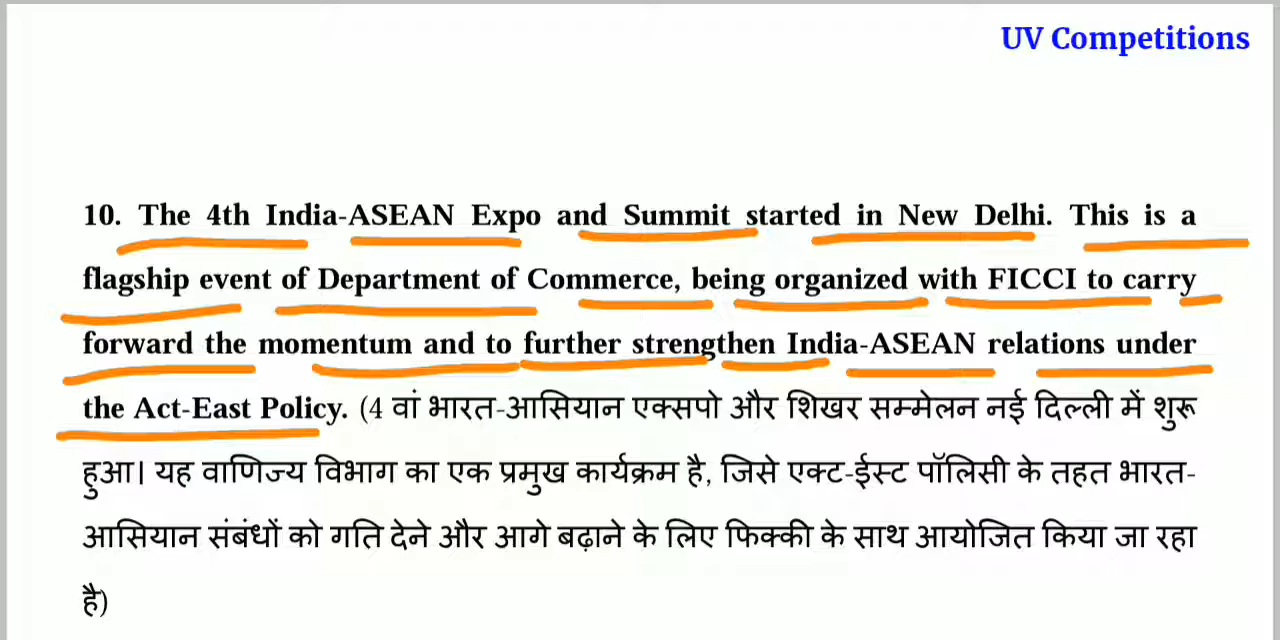 UV Competitions
10. The 4th India-ASEAN Expo and Summit started in New Delhi. This is a
flagship event of Department of Commerce, being organized with FICCI to carry
forward the momentum and to further strengthen India-ASEAN relations under
the Act-East Policy. (4 वां भारत-आसियान एक्सपो और शिखर सम्मेलन नई दिल्ली में शुरू
हुआ। यह वाणिज्य विभाग का एक प्रमुख कार्यक्रम है, जिसे एक्ट-ईस्ट पॉलिसी के तहत भारत-
आसियान संबंधों को गति देने और आगे बढ़ाने के लिए फिक्की के साथ आयोजित किया जा रहा
है)